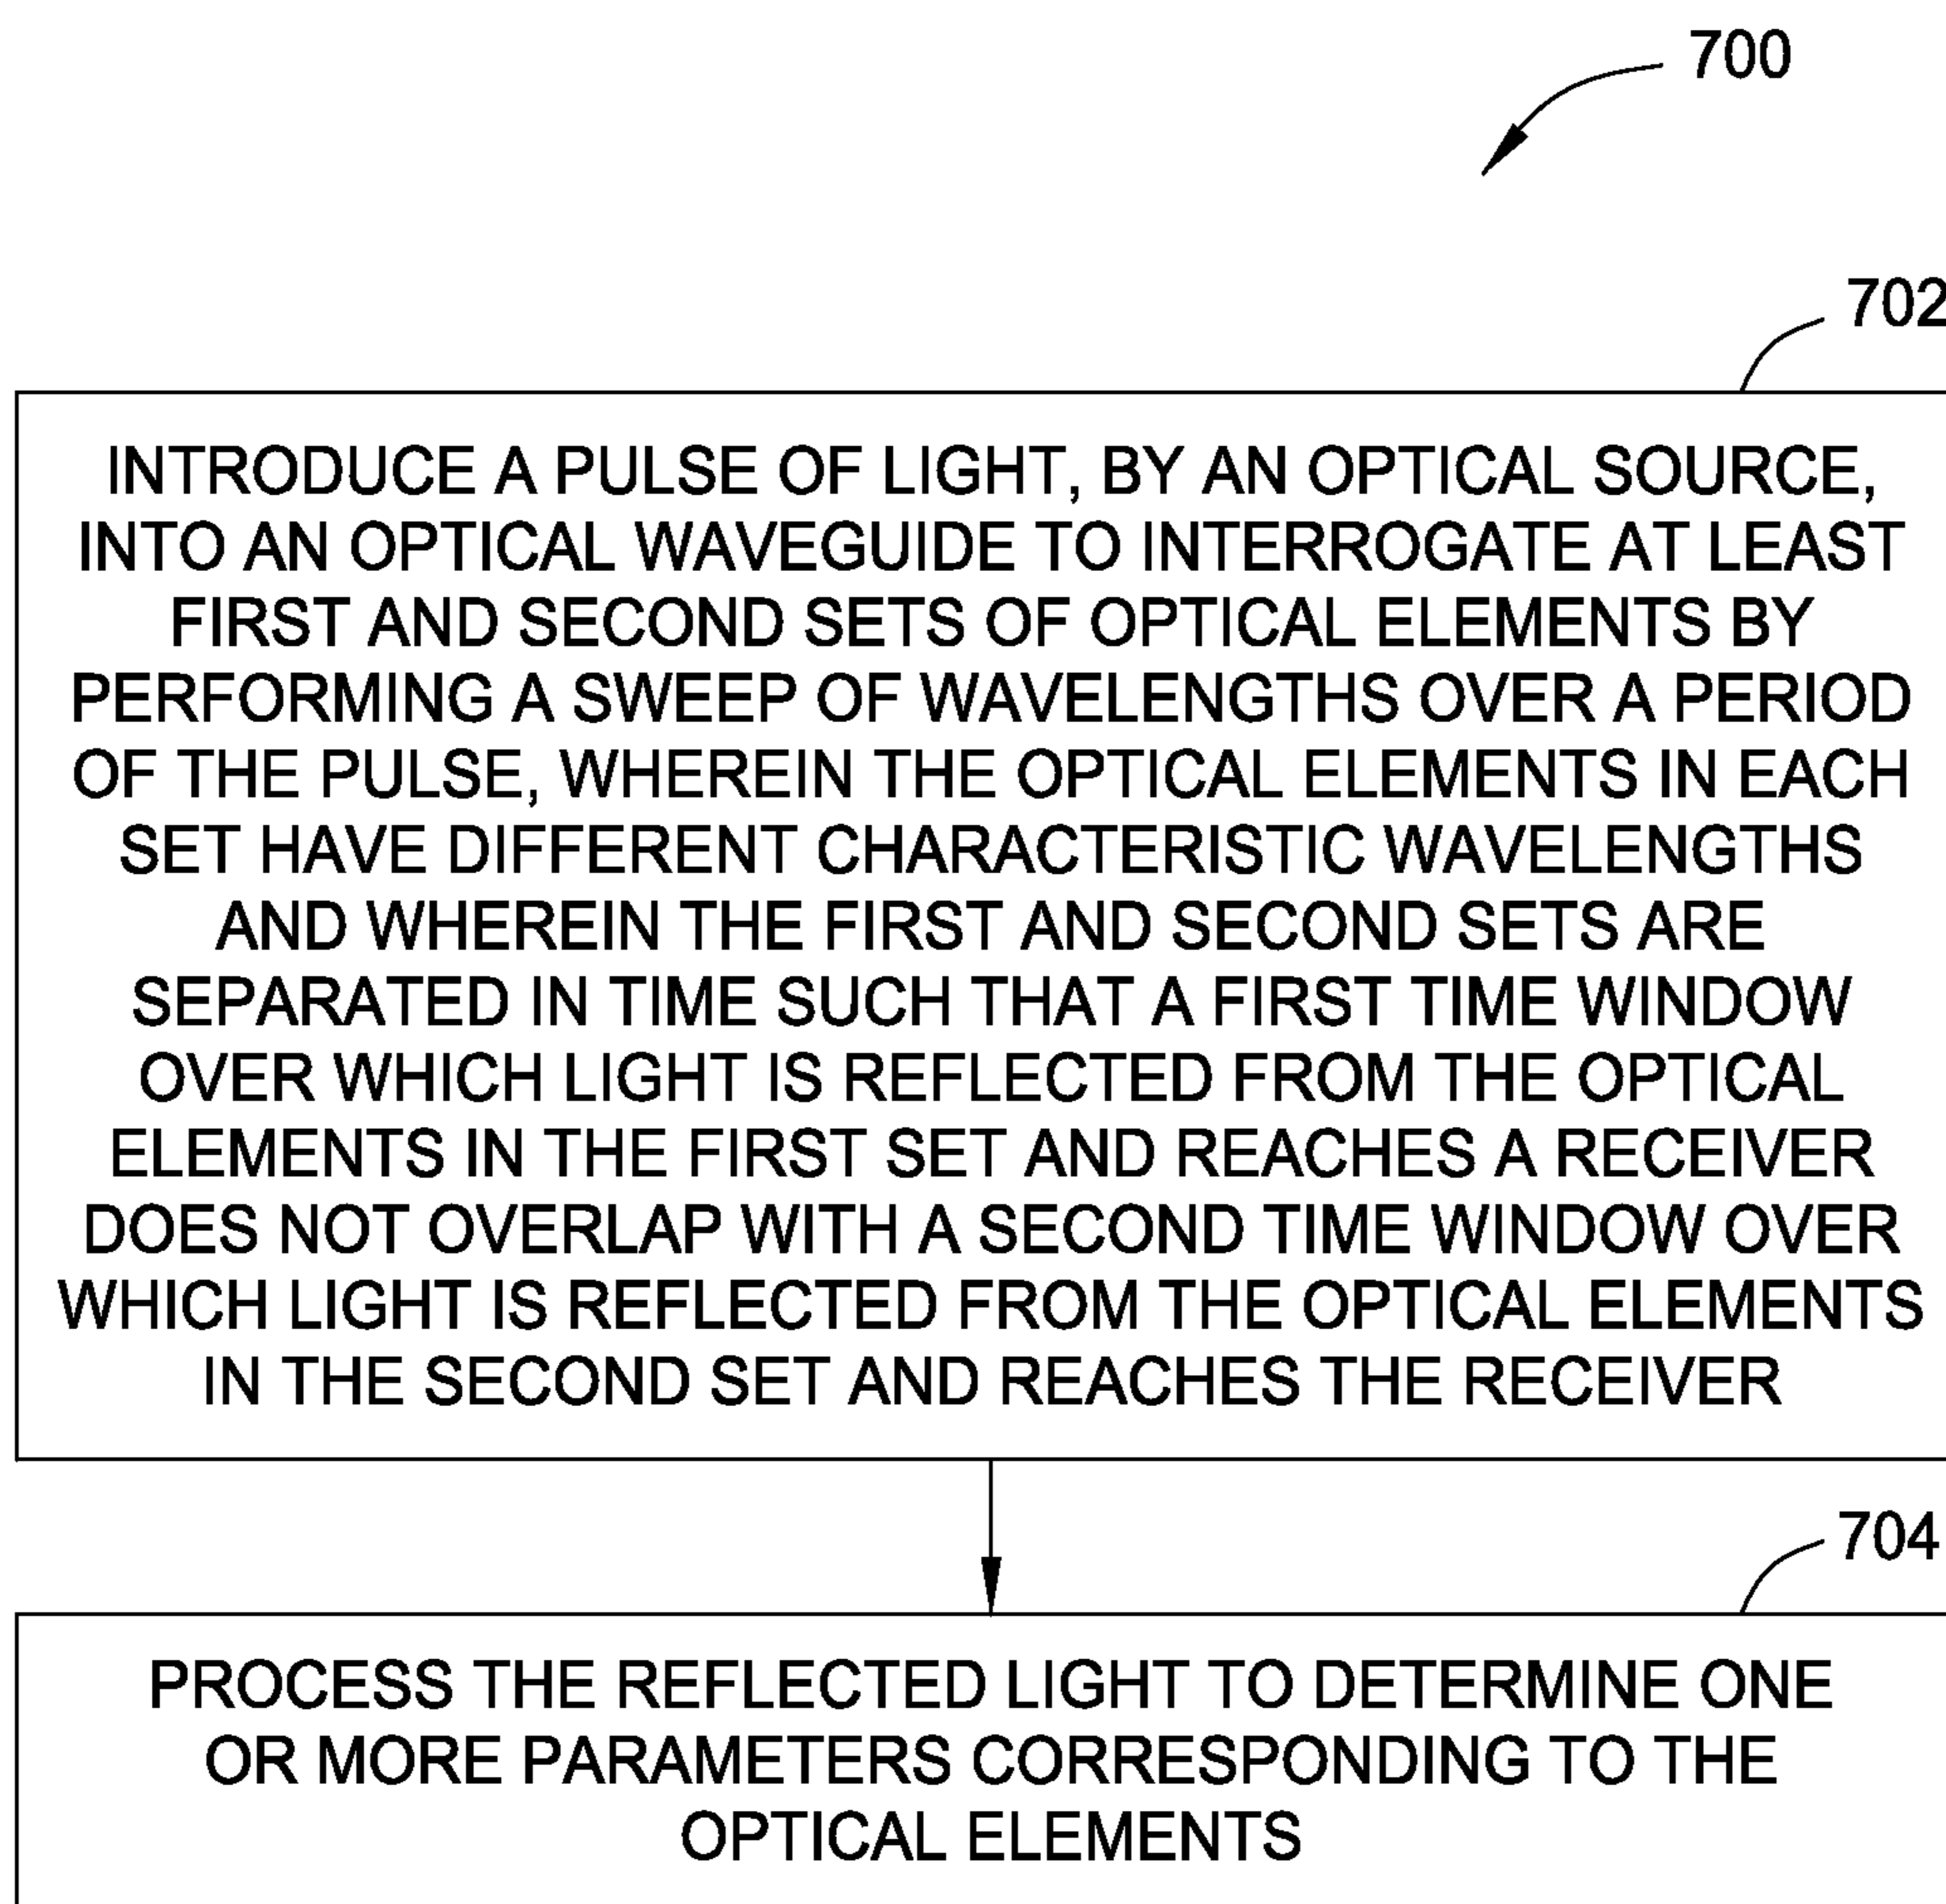 700
702
INTRODUCE A PULSE OF LIGHT, BY AN OPTICAL SOURCE,
INTO AN OPTICAL WAVEGUIDE TO INTERROGATE AT LEAST
FIRST AND SECOND SETS OF OPTICAL ELEMENTS BY
PERFORMING A SWEEP OF WAVELENGTHS OVER A PERIOD
OF THE PULSE, WHEREIN THE OPTICAL ELEMENTS IN EACH
SET HAVE DIFFERENT CHARACTERISTIC WAVELENGTHS
AND WHEREIN THE FIRST AND SECOND SETS ARE
SEPARATED IN TIME SUCH THAT A FIRST TIME WINDOW
OVER WHICH LIGHT IS REFLECTED FROM THE OPTICAL
ELEMENTS IN THE FIRST SET AND REACHES A RECEIVER
DOES NOT OVERLAP WITH A SECOND TIME WINDOW OVER
WHICH LIGHT IS REFLECTED FROM THE OPTICAL ELEMENTS
IN THE SECOND SET AND REACHES THE RECEIVER
704
PROCESS THE REFLECTED LIGHT TO DETERMINE ONE
OR MORE PARAMETERS CORRESPONDING TO THE
OPTICAL ELEMENTS